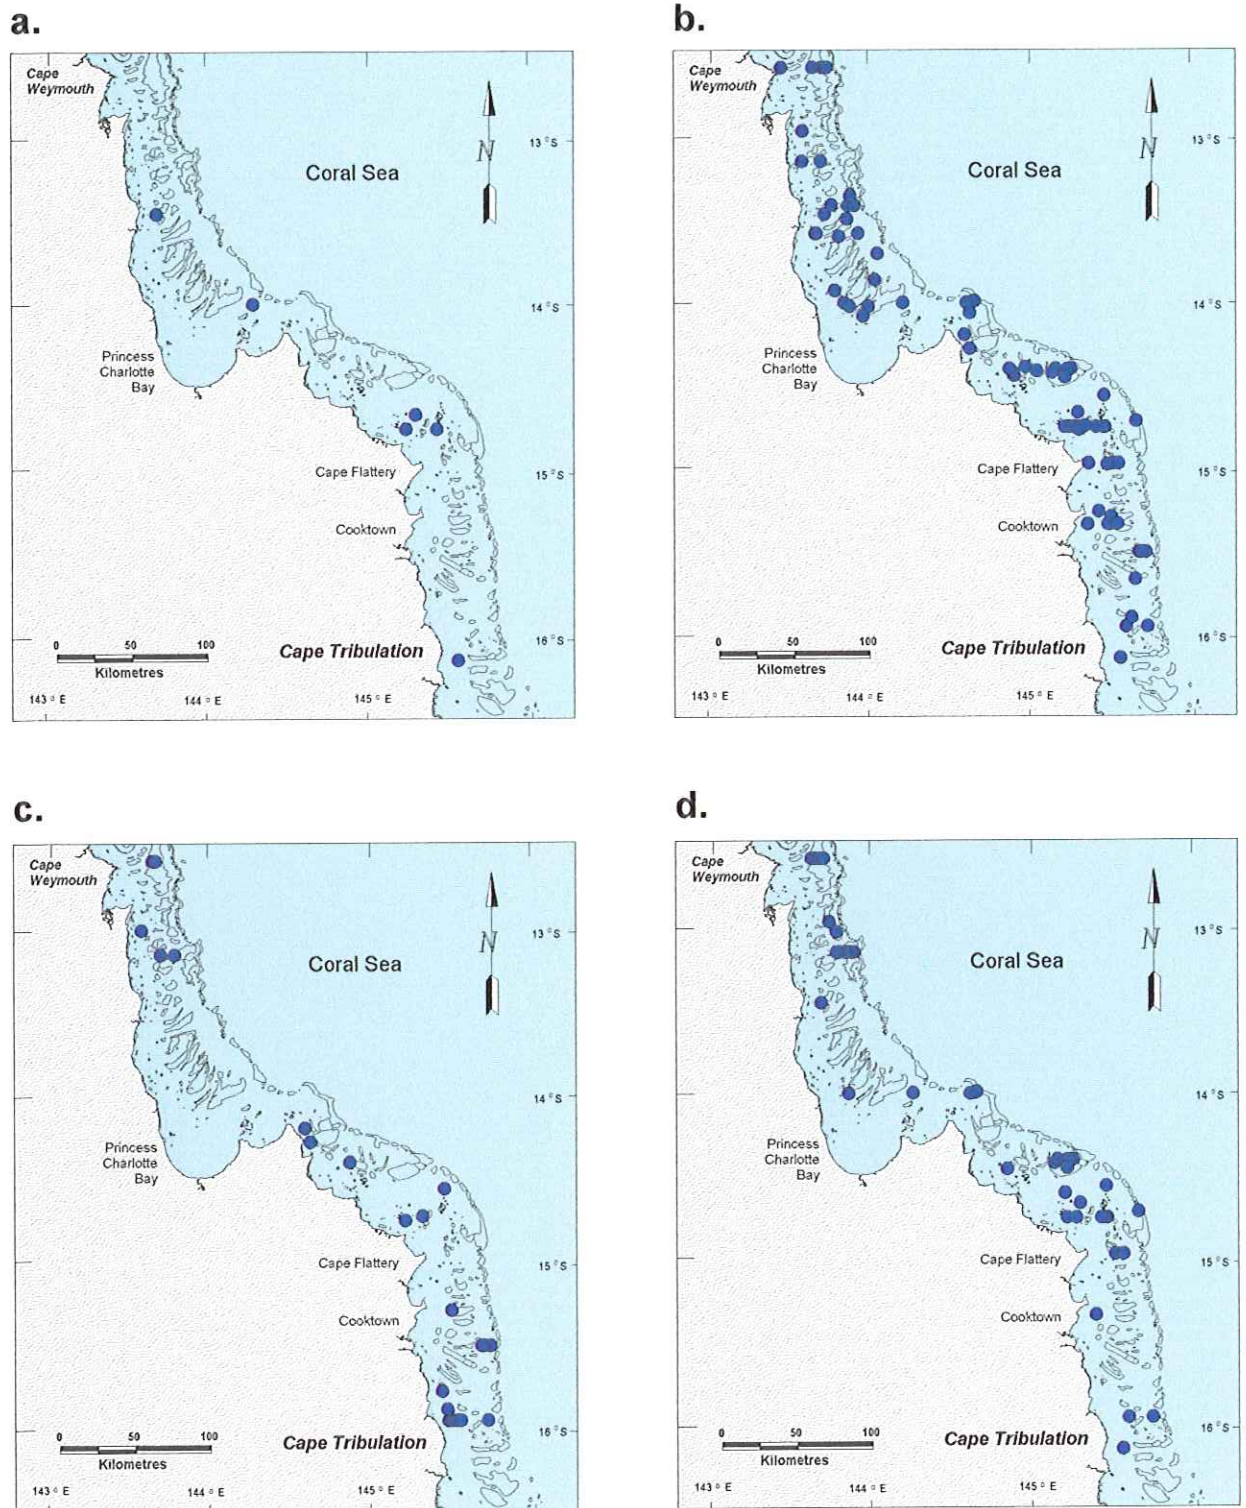 a.
Cape
Weymouth
Coral Sea
N
13 °S
14 °S
Princess
Charlotte
Bay
Cape Flattery
15 °S
Cooktown
Cape Tribulation
16 °S
0 50 100
Kilometres
143 ° E 144 ° E 145 ° E
b.
Cape
Weymouth
Coral Sea
N
13 °S
14 °S
Princess
Charlotte
Bay
Cape Flattery
15 °S
Cooktown
Cape Tribulation
16 °S
0 50 100
Kilometres
143 ° E 144 ° E 145 ° E
c.
Cape
Weymouth
Coral Sea
N
13 °S
14 °S
Princess
Charlotte
Bay
Cape Flattery
15 °S
Cooktown
Cape Tribulation
16 °S
0 50 100
Kilometres
143 ° E 144 ° E 145 ° E
d.
Cape
Weymouth
Coral Sea
N
13 °S
14 °S
Princess
Charlotte
Bay
Cape Flattery
15 °S
Cooktown
Cape Tribulation
16 °S
0 50 100
Kilometres
143 ° E 144 ° E 145 ° E